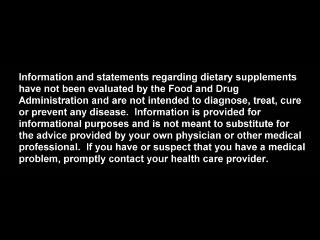 Information and statements regarding dietary supplements
have not been evaluated by the Food and Drug
Administration and are not intended to diagnose, treat, cure
or prevent any disease.  Information is provided for
informational purposes and is not meant to substitute for
the advice provided by your own physician or other medical
professional.  If you have or suspect that you have a medical
problem, promptly contact your health care provider.